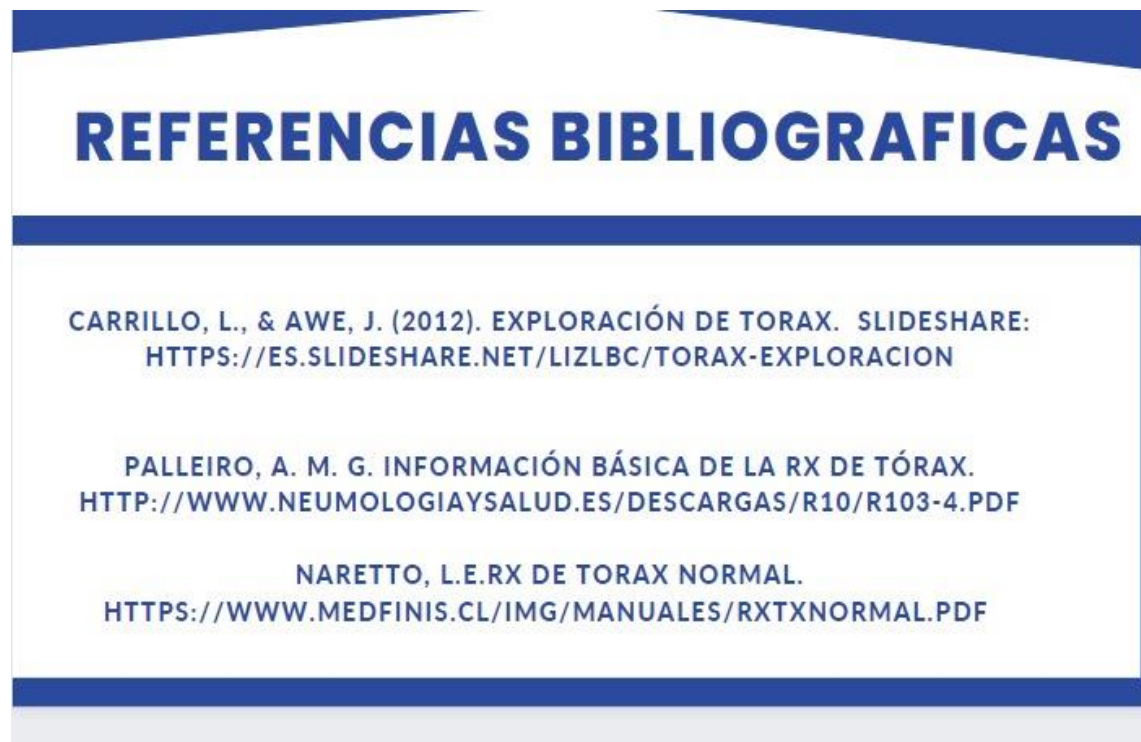 REFERENCIAS BIBLIOGRAFICAS
CARRILLO, L., & AWE, J. (2012). EXPLORACIÓN DE TORAX. SLIDESHARE:
HTTPS://ES.SLIDESHARE.NET/LIZLBC/TORAX-EXPLORACION
PALLEIRO, A. M. G. INFORMACIÓN BÁSICA DE LA RX DE TÓRAX.
HTTP://WWW.NEUMOLOGIAYSALUD.ES/DESCARGAS/R10/R103-4.PDF
NARETTO, L.E.RX DE TORAX NORMAL.
HTTPS://WWW.MEDFINIS.CL/IMG/MANUALES/RXTXNORMAL.PDF